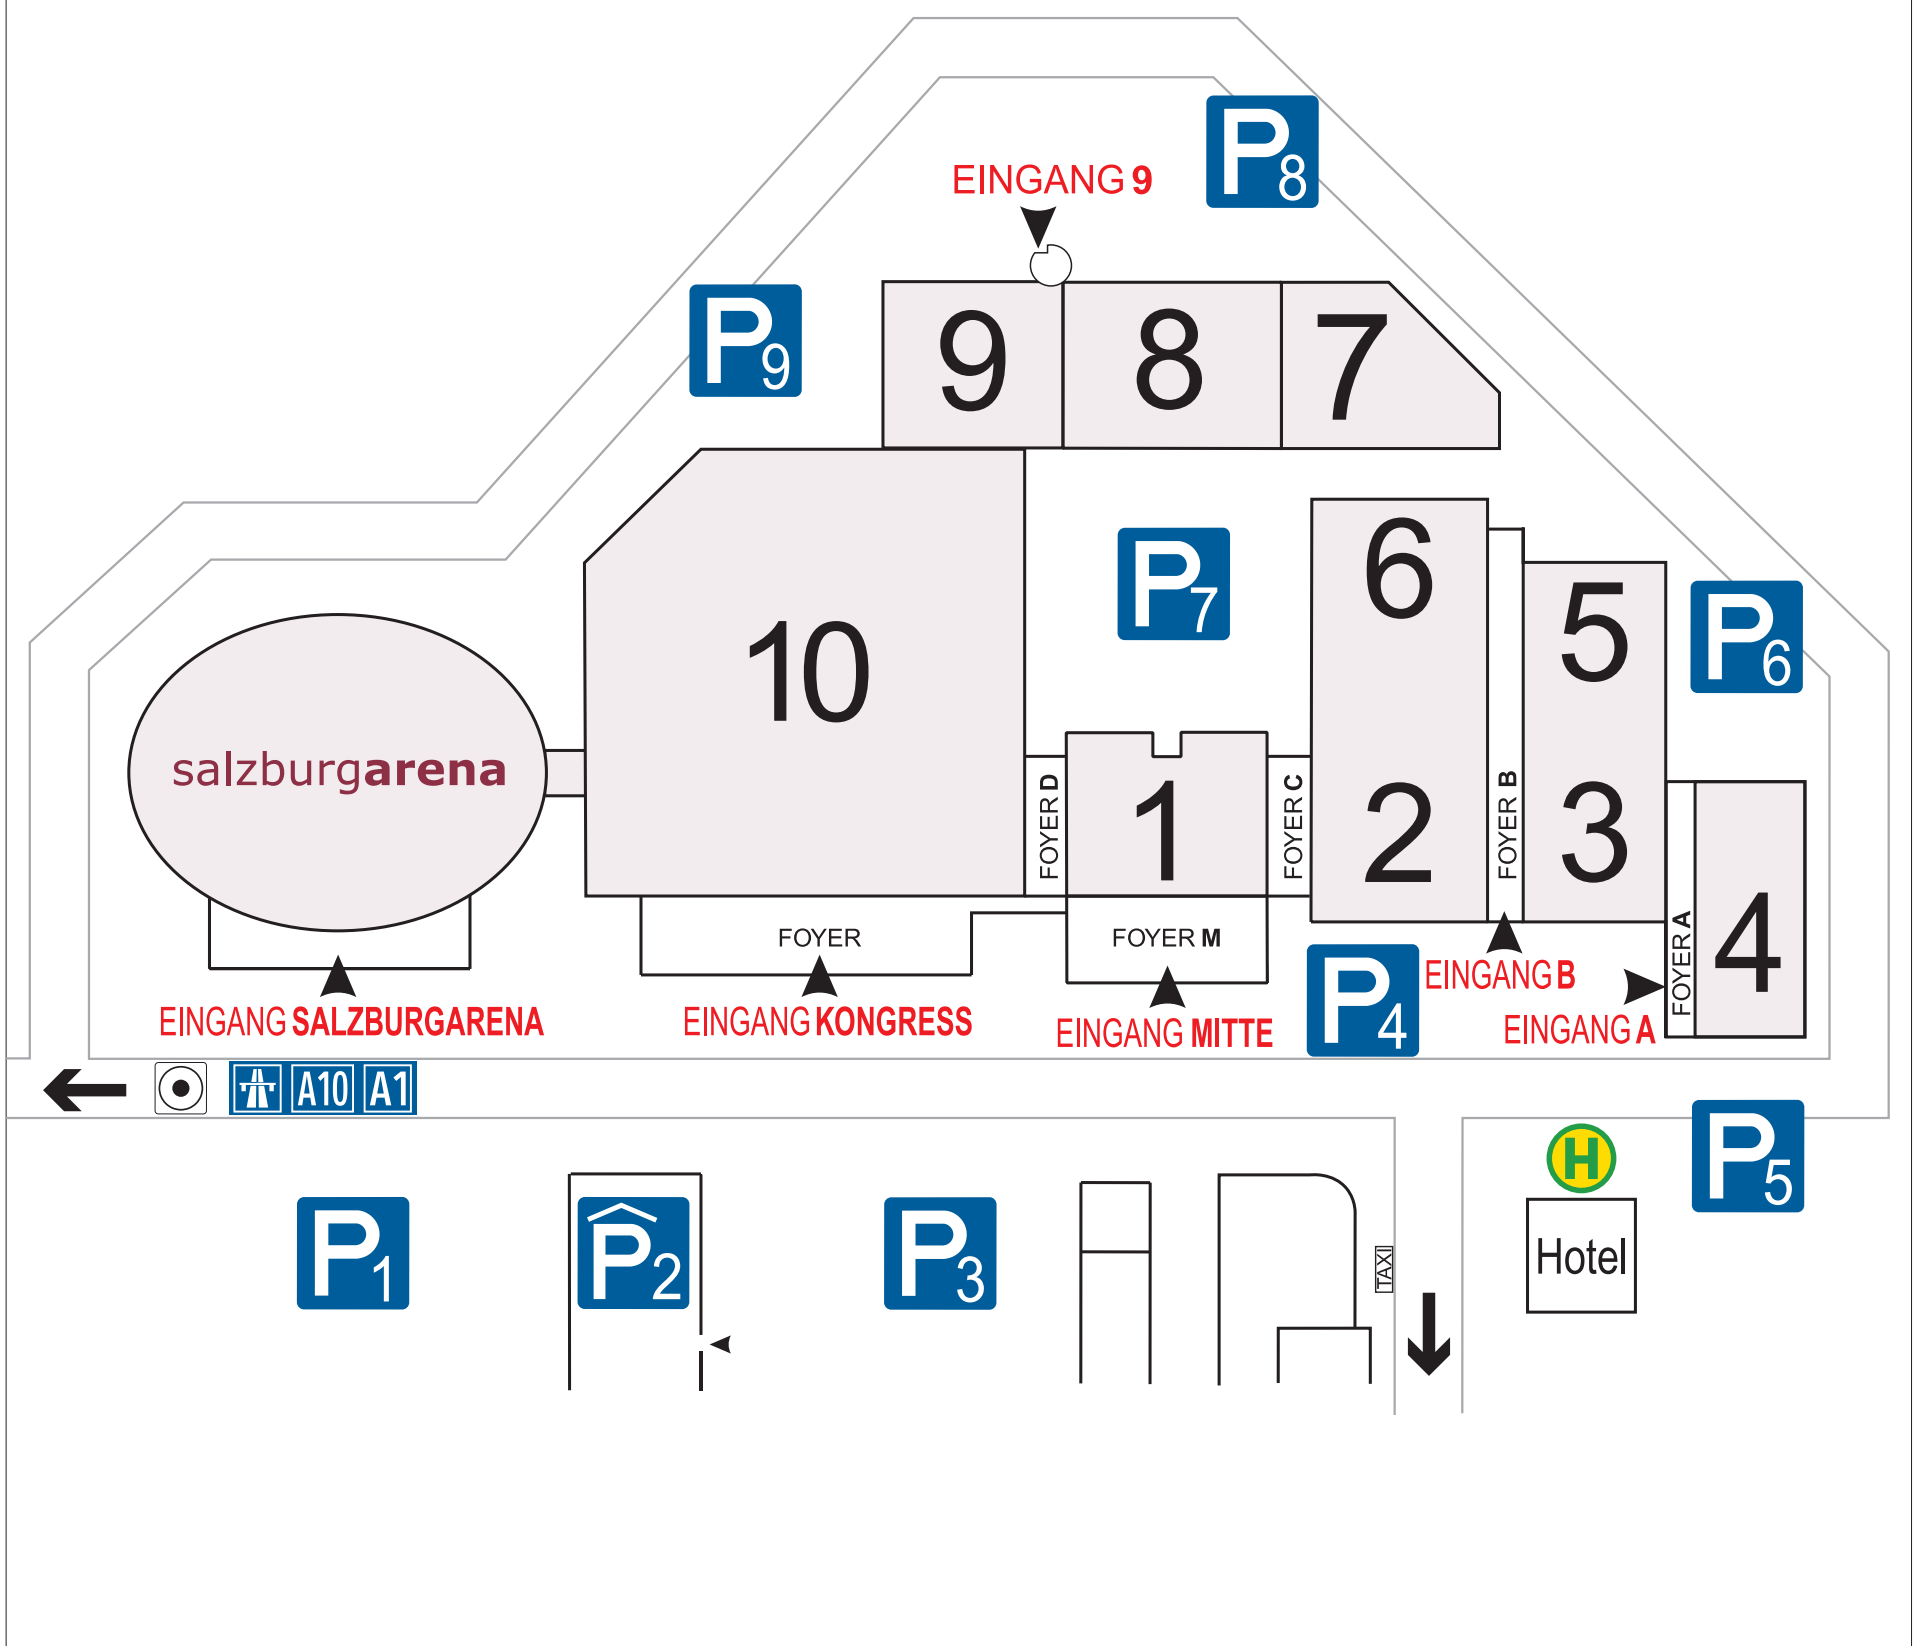 P8
EINGANG 9
P9
9
8
7
6
P7
5
P6
10
salzburgarena
FOYER D
1
FOYER C
2
FOYER B
3
FOYER A
4
FOYER
FOYER M
P4
EINGANG B
EINGANG SALZBURGARENA
EINGANG KONGRESS
EINGANG MITTE
EINGANG A
A10
A1
P5
H
P1
P2
P3
TAXI
Hotel